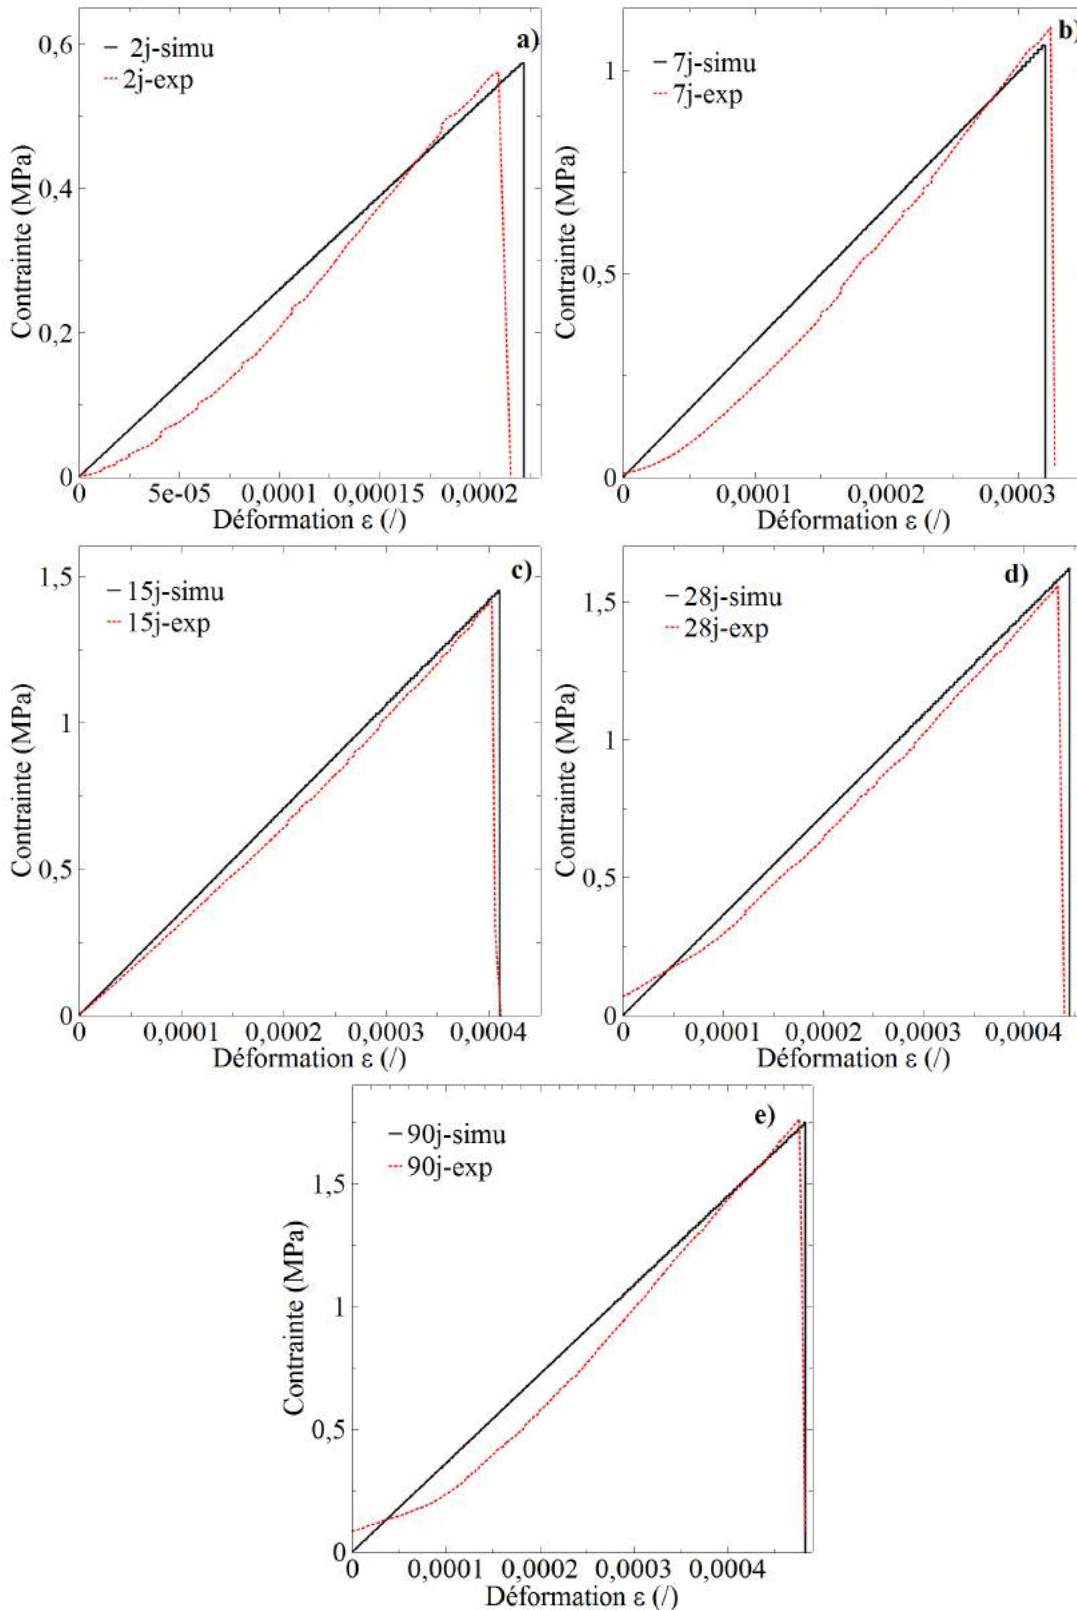 a)
2j-simu
2j-exp
Contrainte (MPa)
0,6
0,4
0,2
0
0 5e-05 0,0001 0,00015 0,0002
Déformation ε (/)
b)
7j-simu
7j-exp
Contrainte (MPa)
1
0,5
0
0 0,0001 0,0002 0,0003
Déformation ε (/)
c)
15j-simu
15j-exp
Contrainte (MPa)
1,5
1
0,5
0
0 0,0001 0,0002 0,0003 0,0004
Déformation ε (/)
d)
28j-simu
28j-exp
Contrainte (MPa)
1,5
1
0,5
0
0 0,0001 0,0002 0,0003 0,0004
Déformation ε (/)
e)
90j-simu
90j-exp
Contrainte (MPa)
1,5
1
0,5
0
0 0,0001 0,0002 0,0003 0,0004
Déformation ε (/)